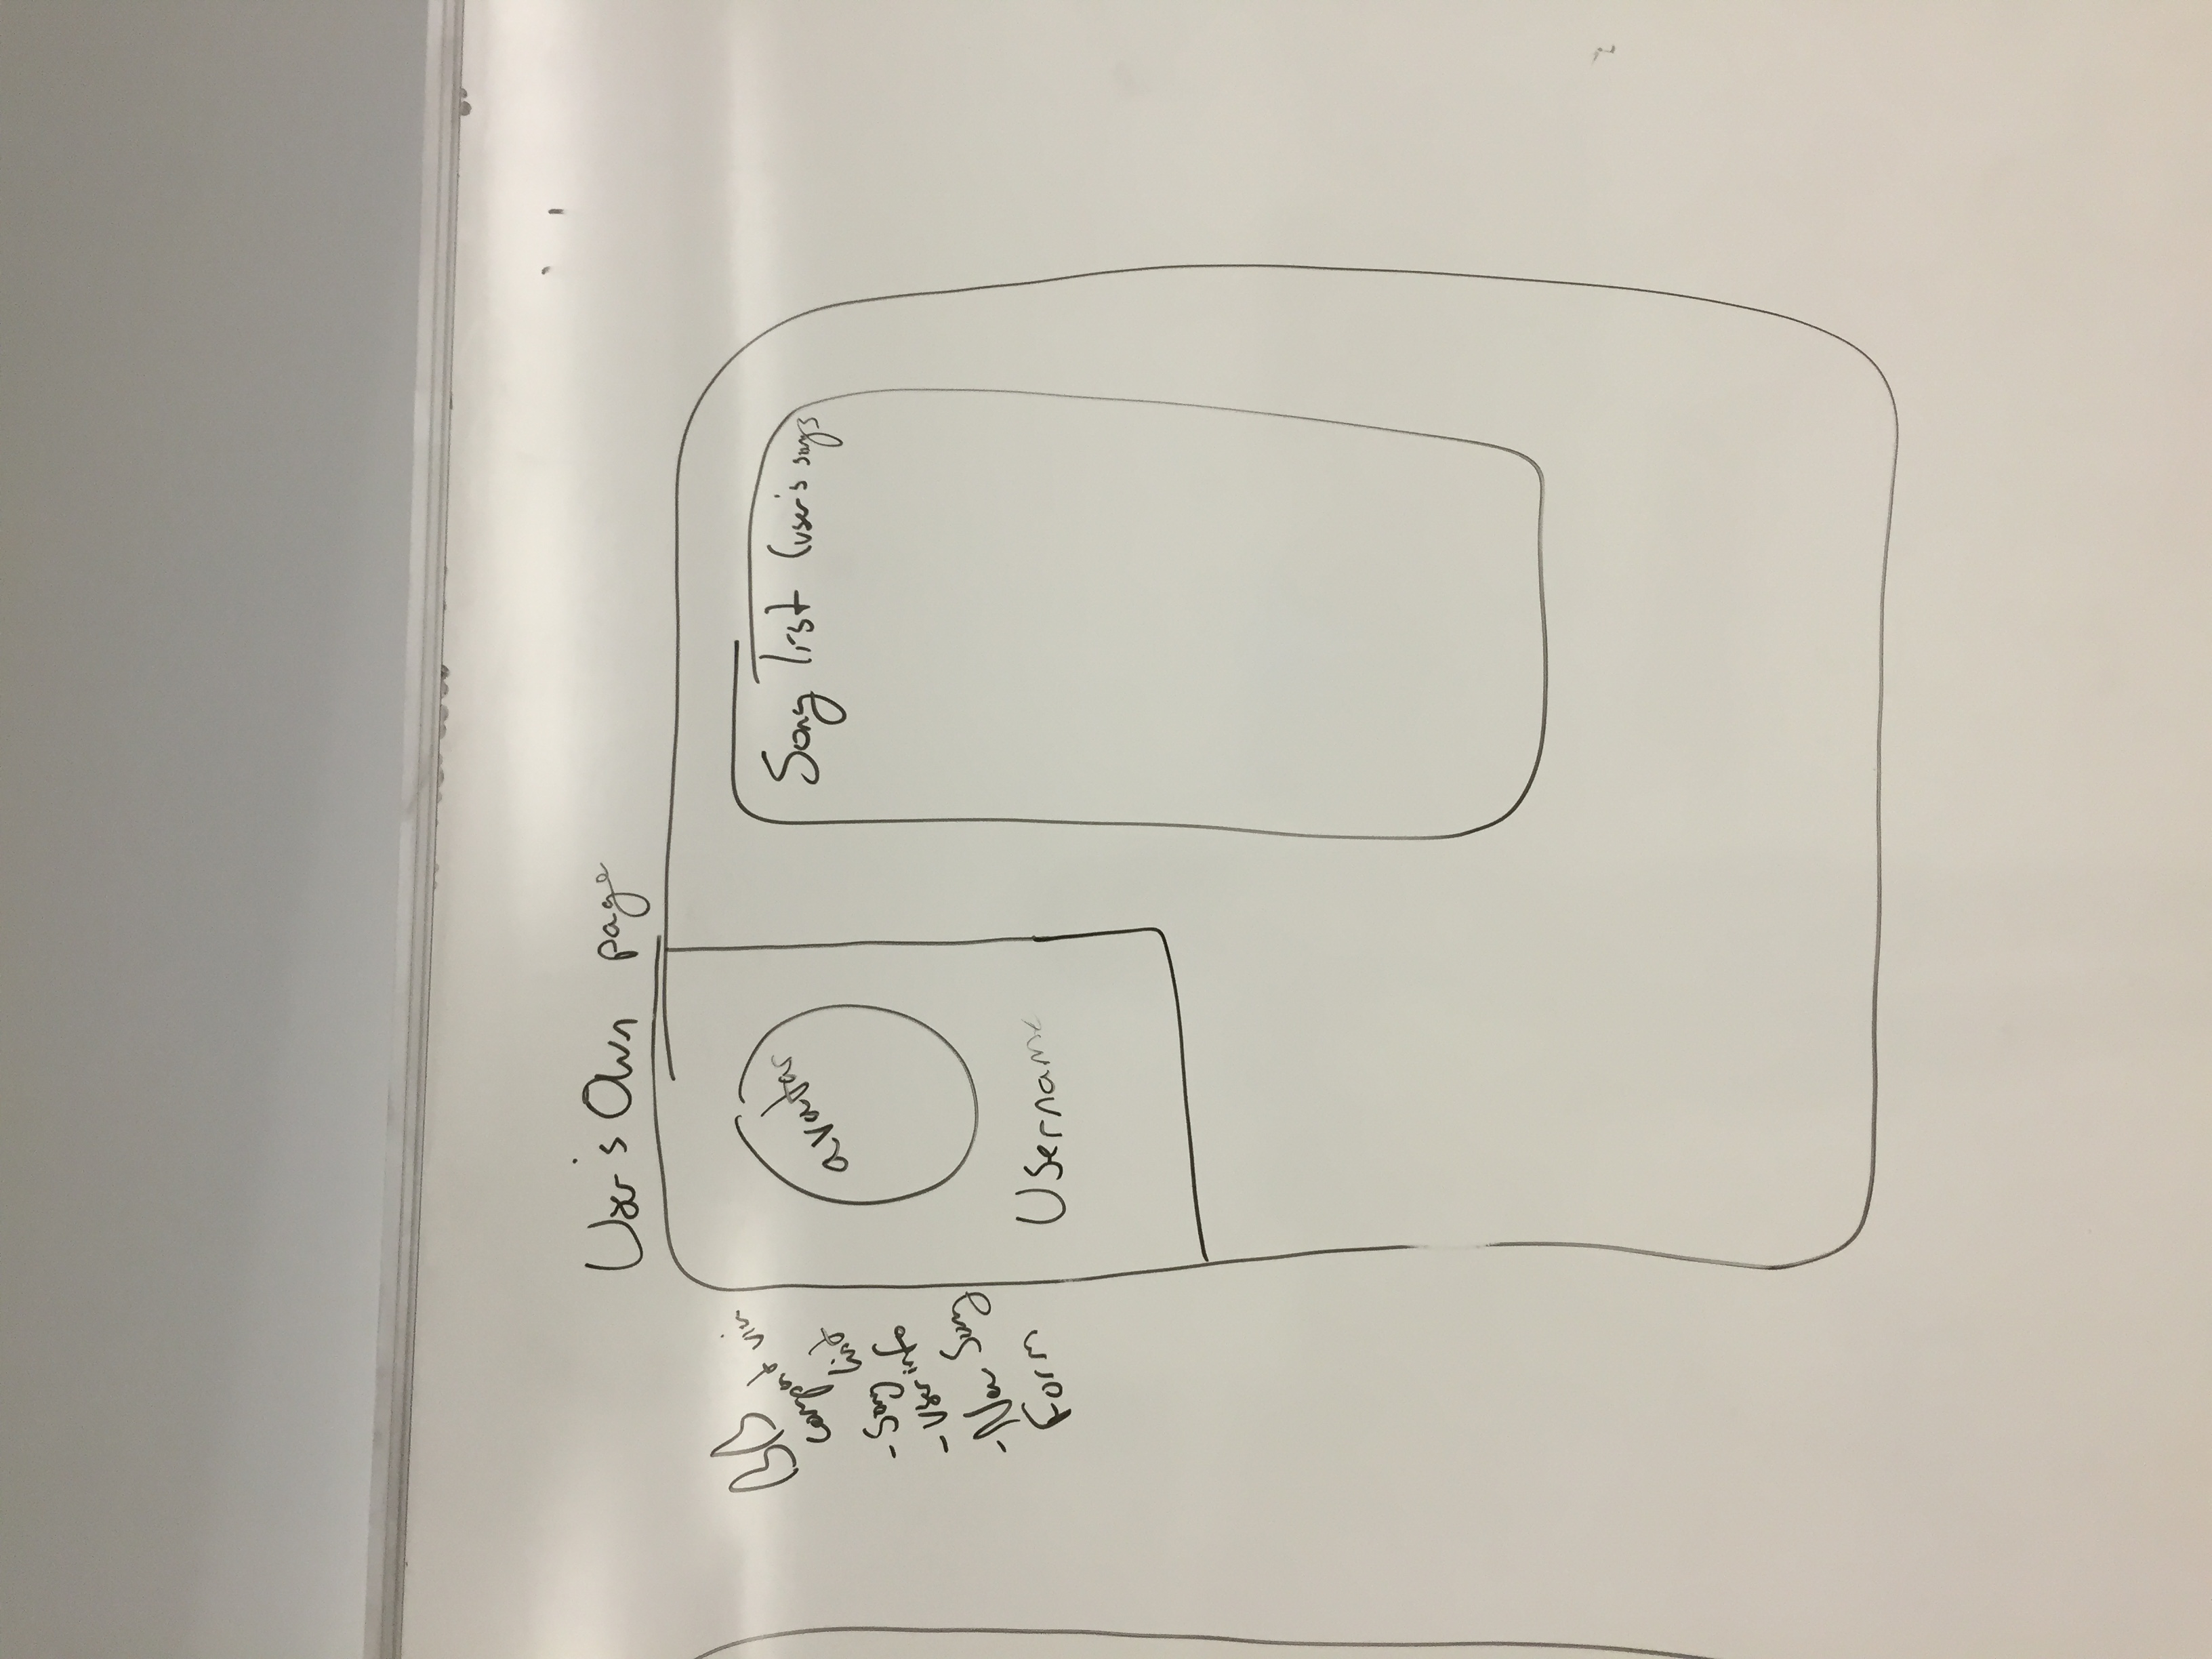 User's Own page
BB
compont view
- Song list
- User info
- New Song
Form
avatar
Username
Song list (user's songs